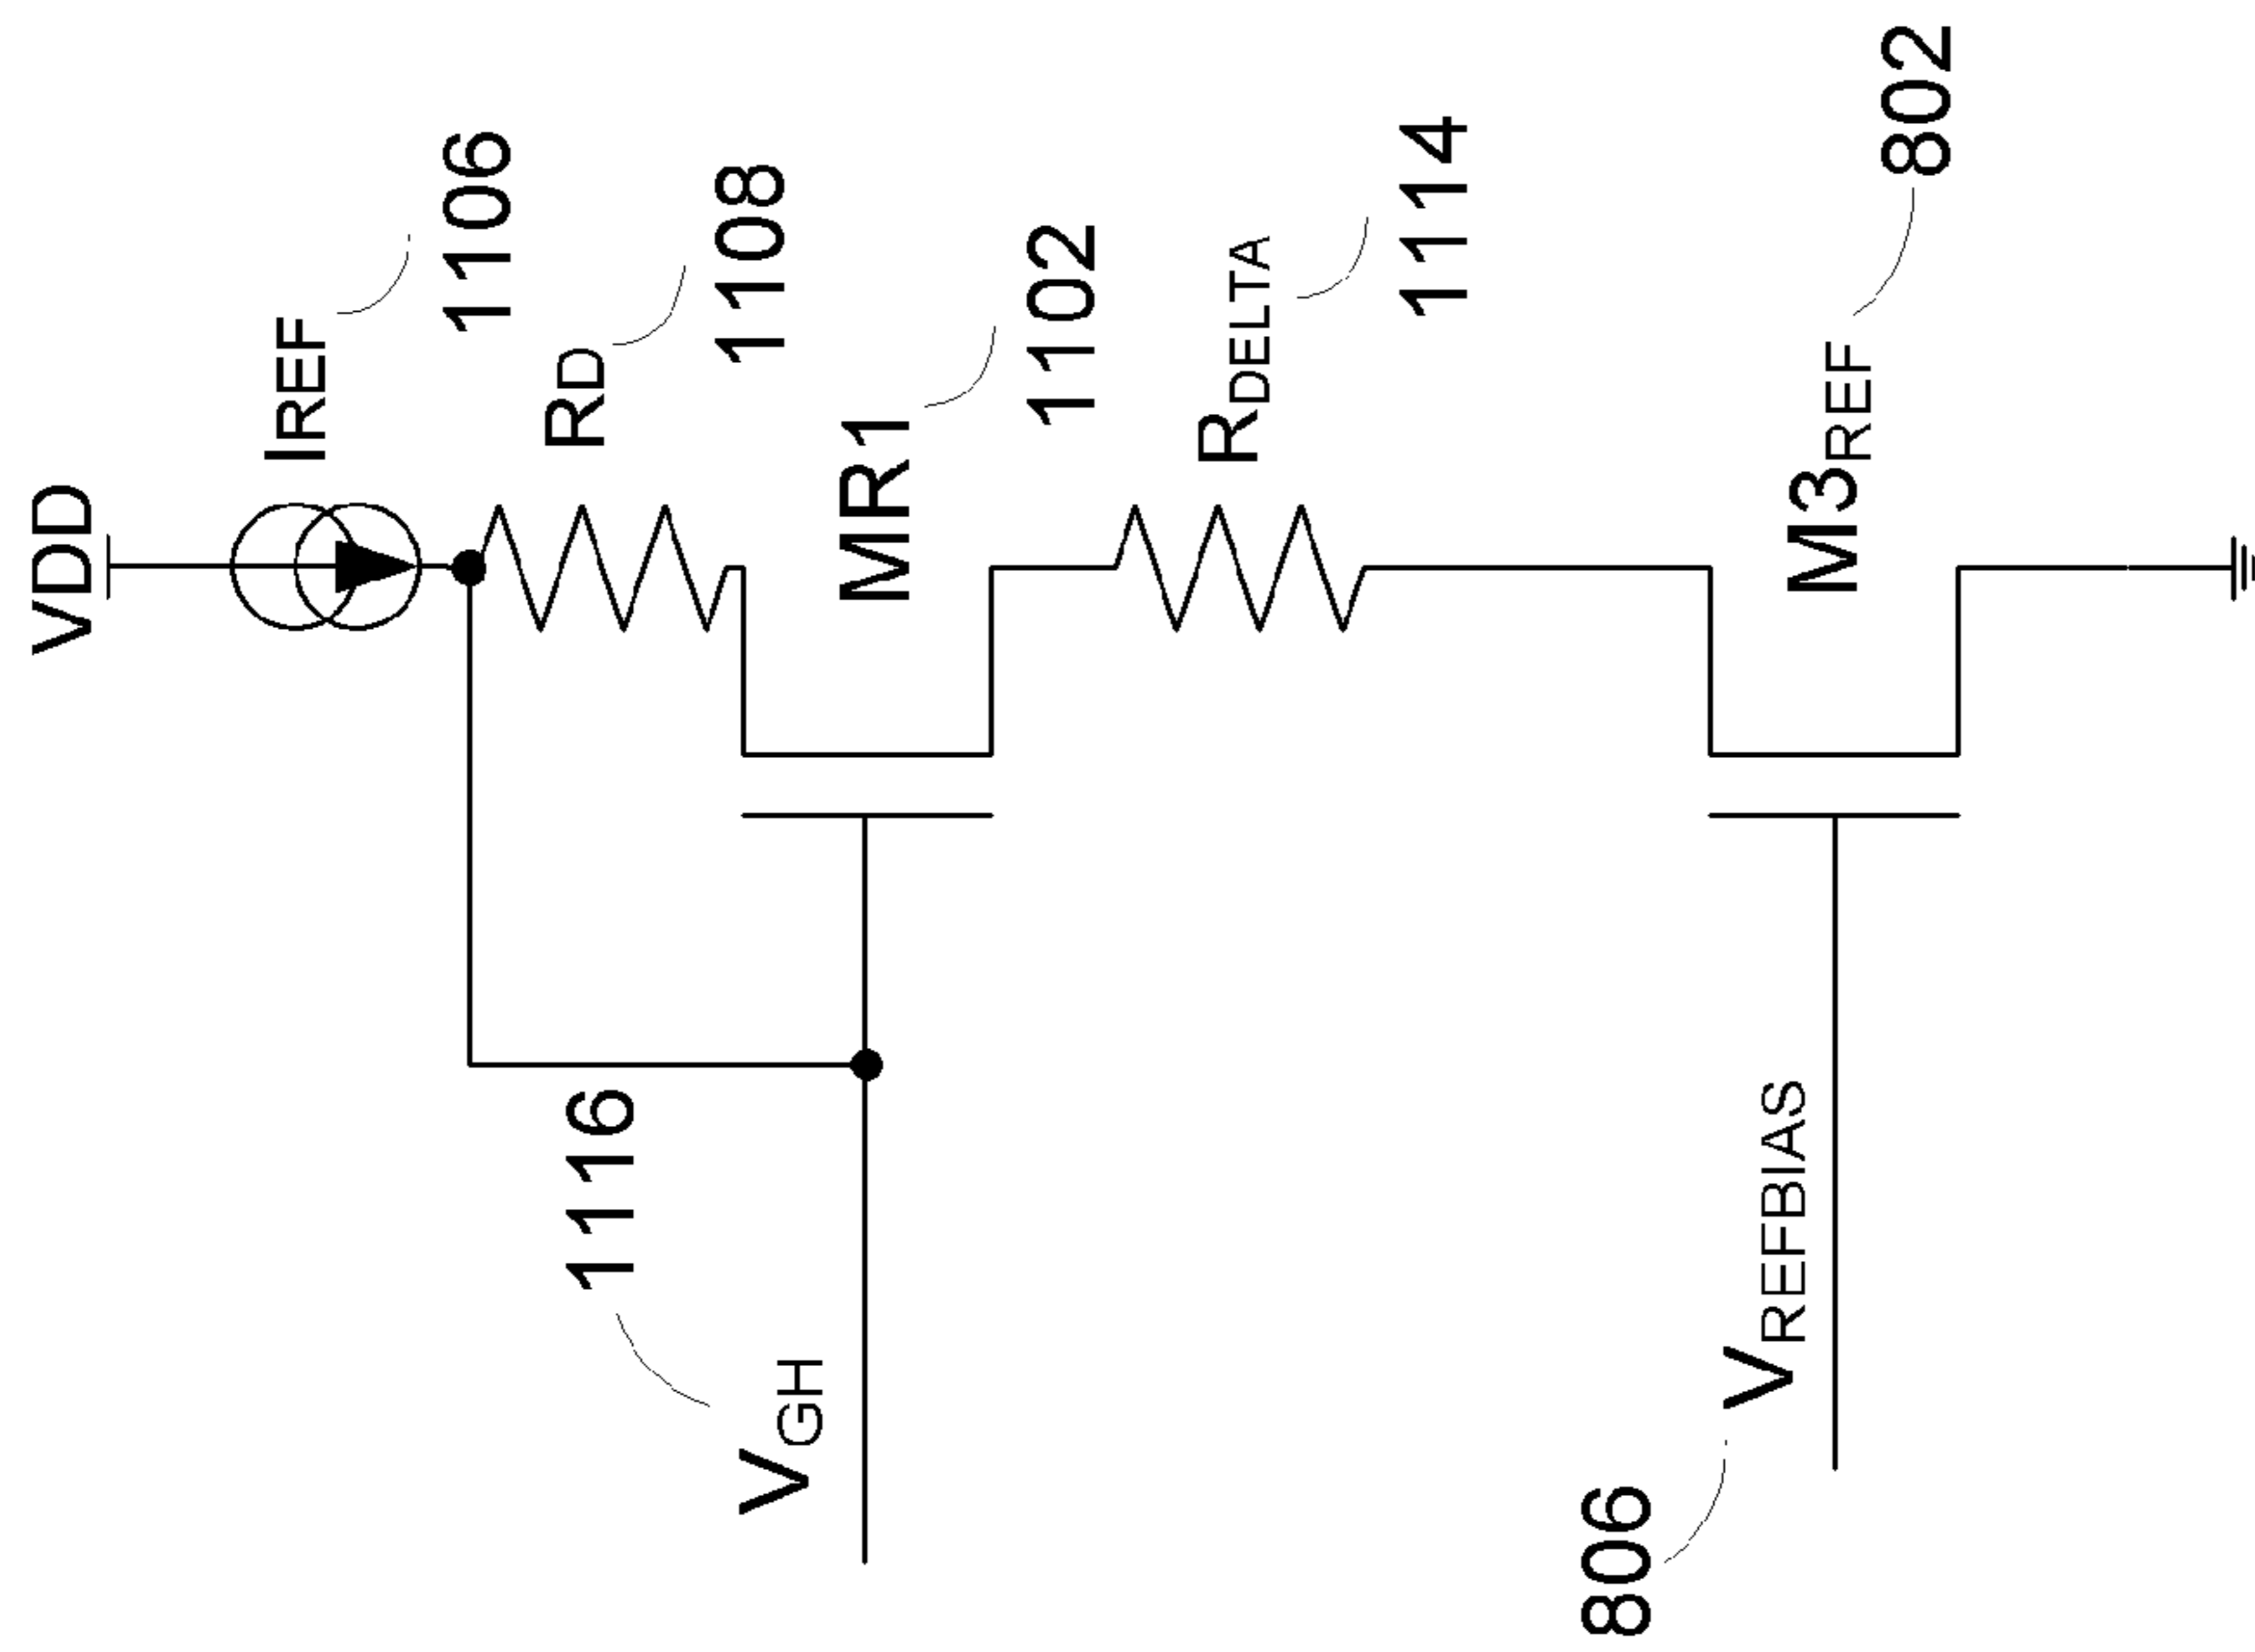 VDD
IREF
1106
RD
1108
MR1
1102
RDELTA
1114
1116
VGH
M3REF
802
806
VREFBIAS